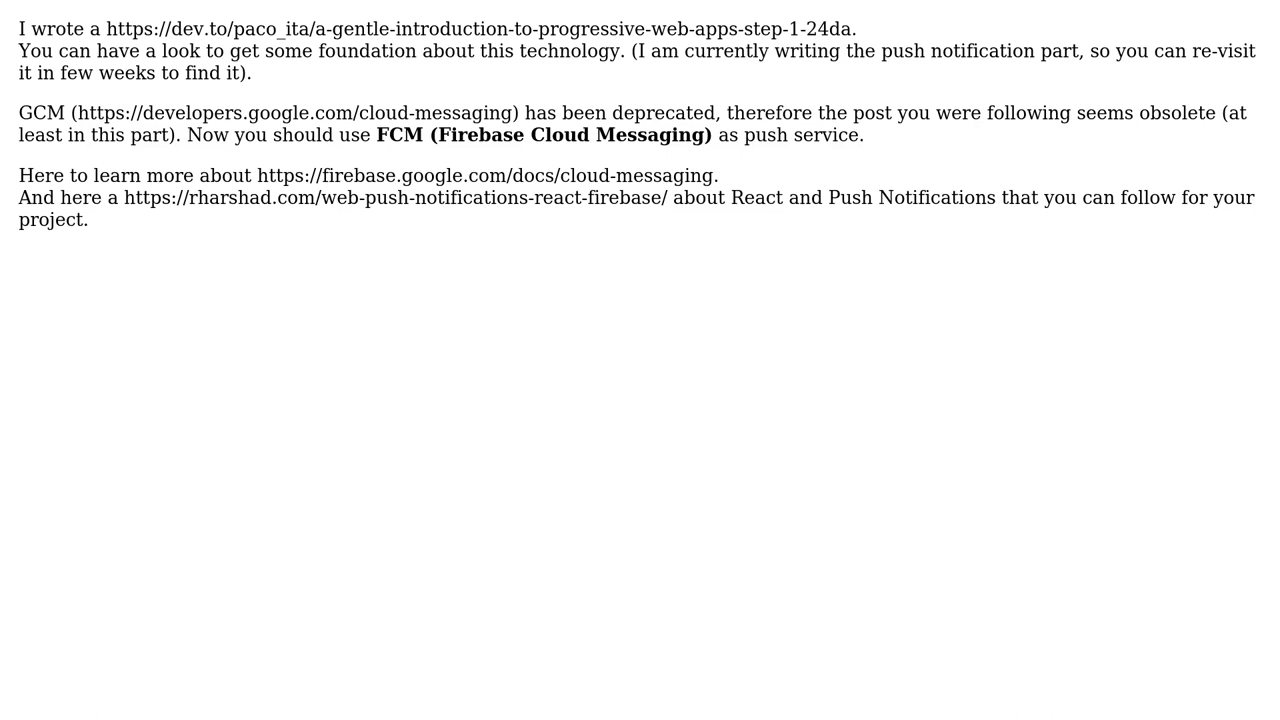 I wrote a https://dev.to/paco_ita/a-gentle-introduction-to-progressive-web-apps-step-1-24da.
You can have a look to get some foundation about this technology. (I am currently writing the push notification part, so you can re-visit
it in few weeks to find it).
GCM (https://developers.google.com/cloud-messaging) has been deprecated, therefore the post you were following seems obsolete (at
least in this part). Now you should use FCM (Firebase Cloud Messaging) as push service.
Here to learn more about https://firebase.google.com/docs/cloud-messaging.
And here a https://rharshad.com/web-push-notifications-react-firebase/ about React and Push Notifications that you can follow for your
project.